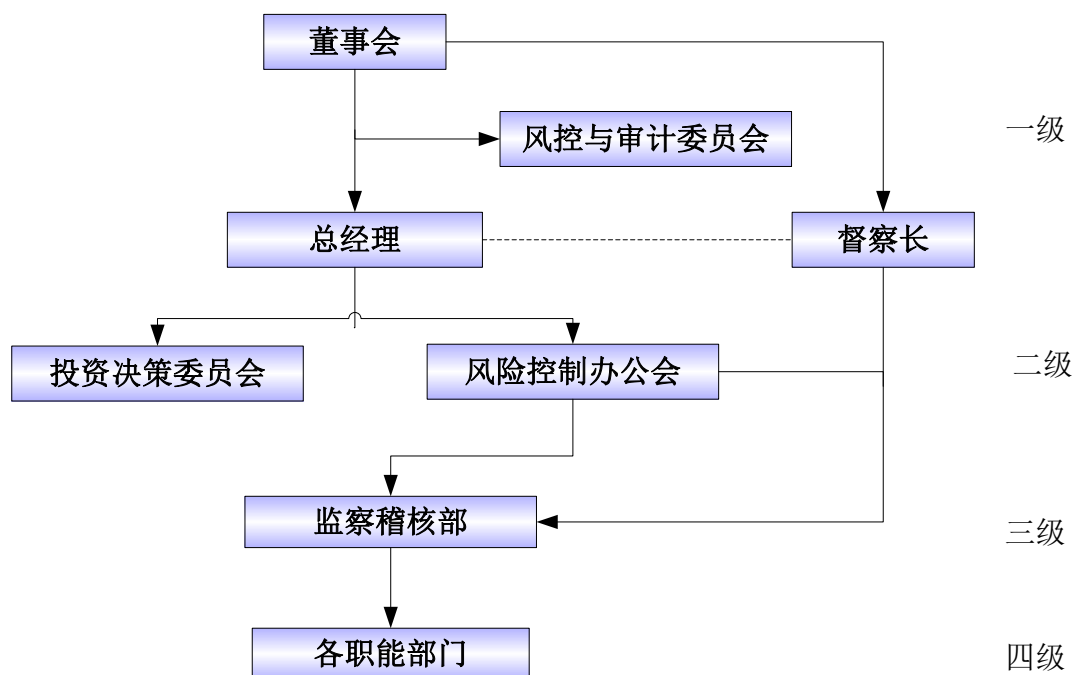 董事会
风控与审计委员会
一级
总经理
督察长
投资决策委员会
风险控制办公会
二级
监察稽核部
三级
各职能部门
四级